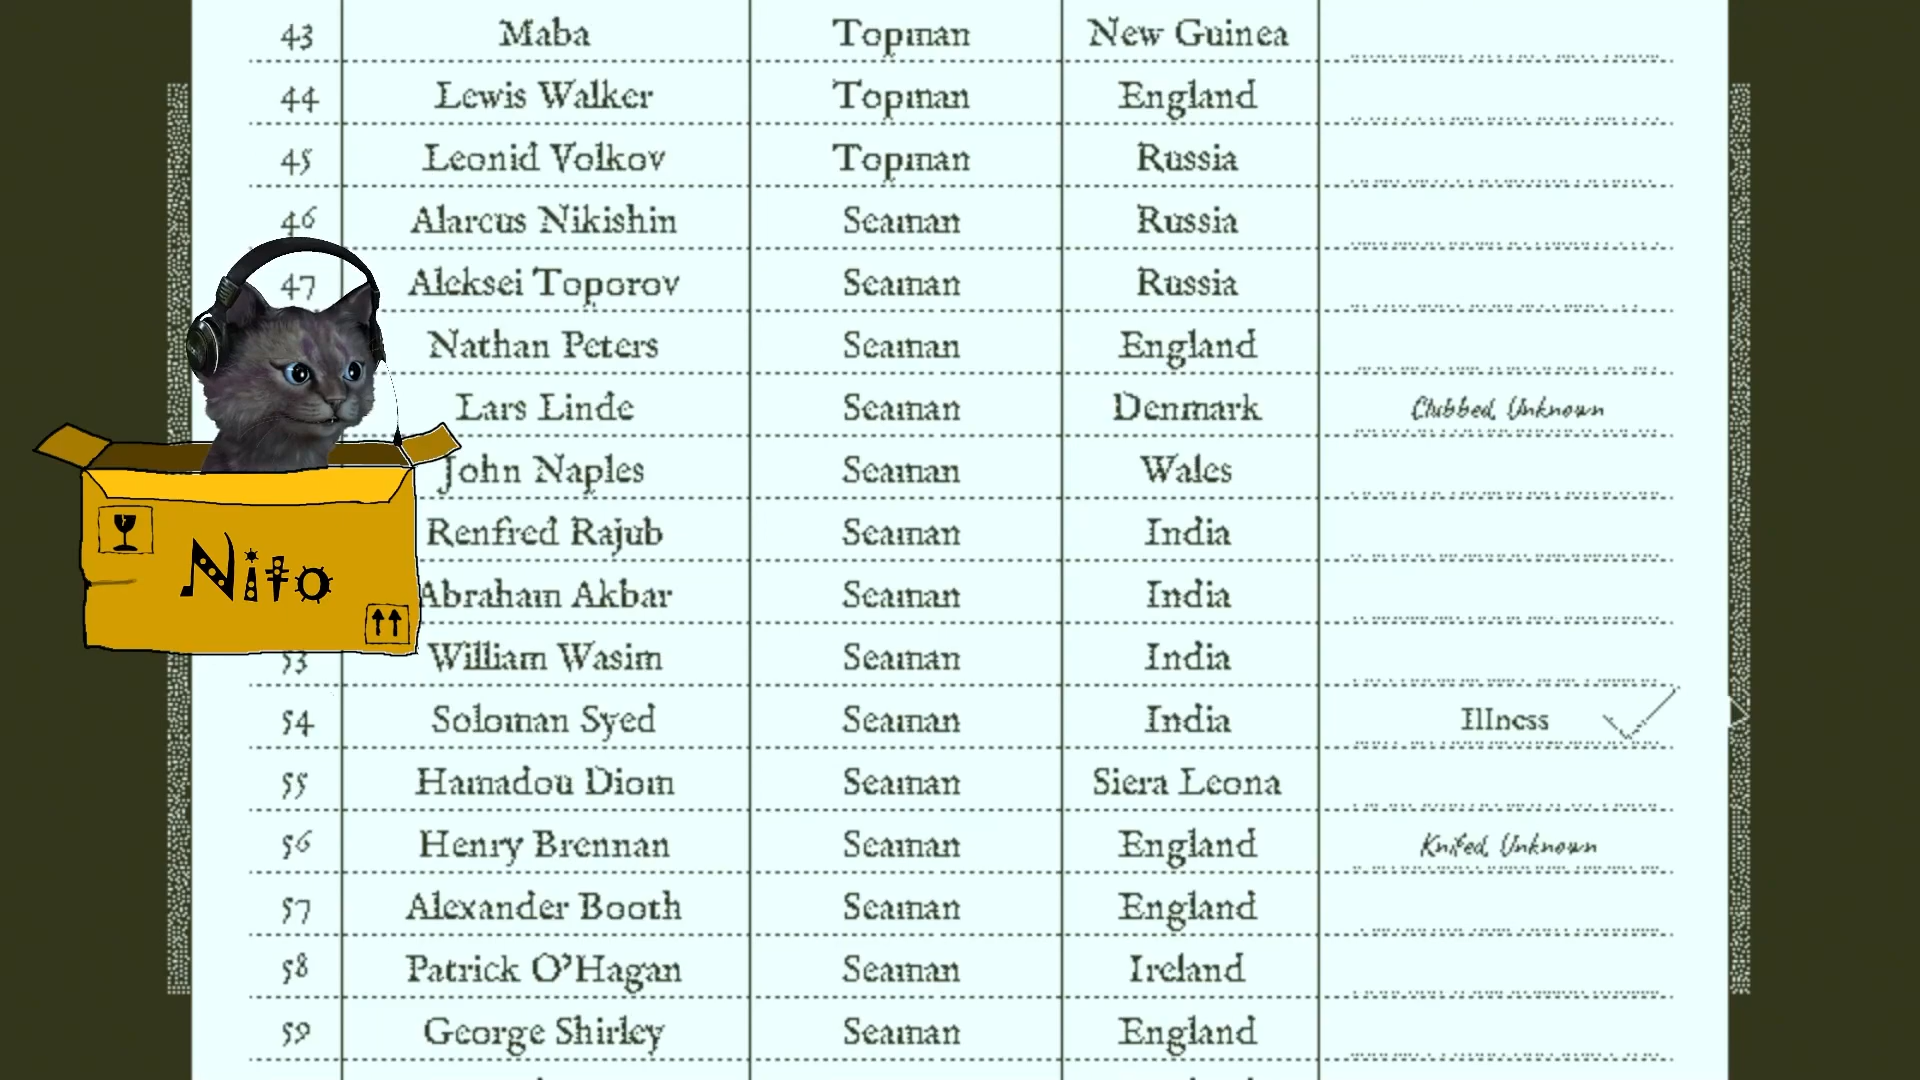 43 Maba Topman New Guinea
44 Lewis Walker Topman England
45 Leonid Volkov Topman Russia
46 Alarcus Nikishin Seaman Russia
47 Aleksei Toporov Seaman Russia
Nathan Peters Seaman England
Lars Linde Seaman Denmark Clubbed, Unknown
John Naples Seaman Wales
Renfred Rajub Seaman India
Abraham Akbar Seaman India
53 William Wasim Seaman India
54 Soloman Syed Seaman India Illness
55 Hamadou Diom Seaman Siera Leona
56 Henry Brennan Seaman England Knifed, Unknown
57 Alexander Booth Seaman England
58 Patrick O'Hagan Seaman Ireland
59 George Shirley Seaman England
Nito